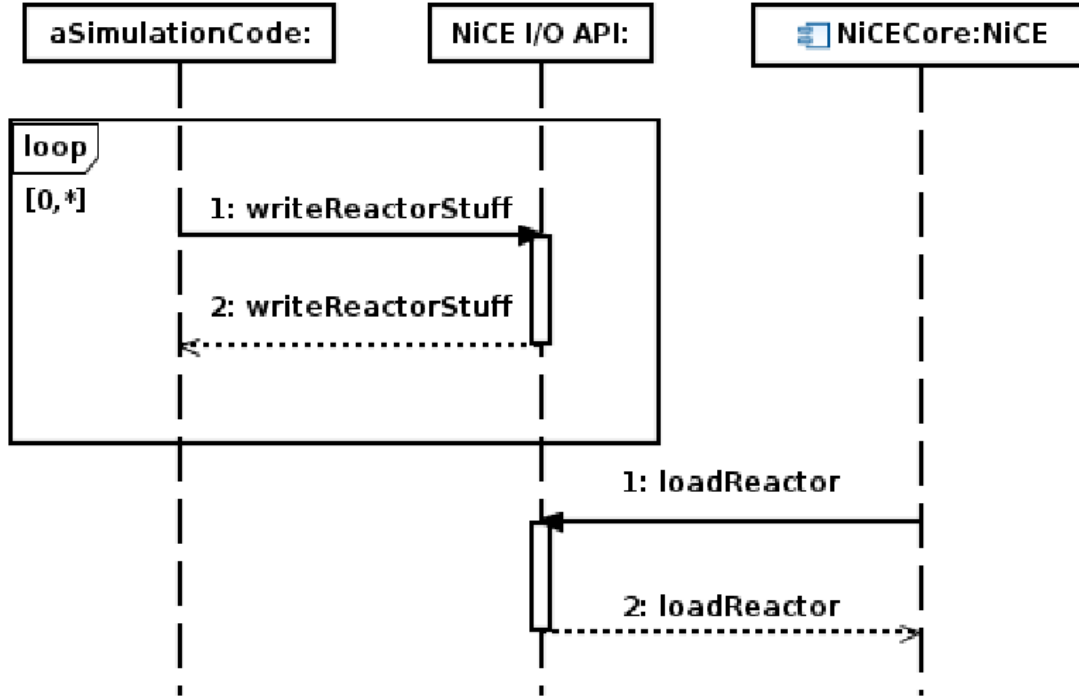 aSimulationCode:
NiCE I/O API:
NiCECore:NiCE
loop
[0,*]
1: writeReactorStuff
2: writeReactorStuff
1: loadReactor
2: loadReactor